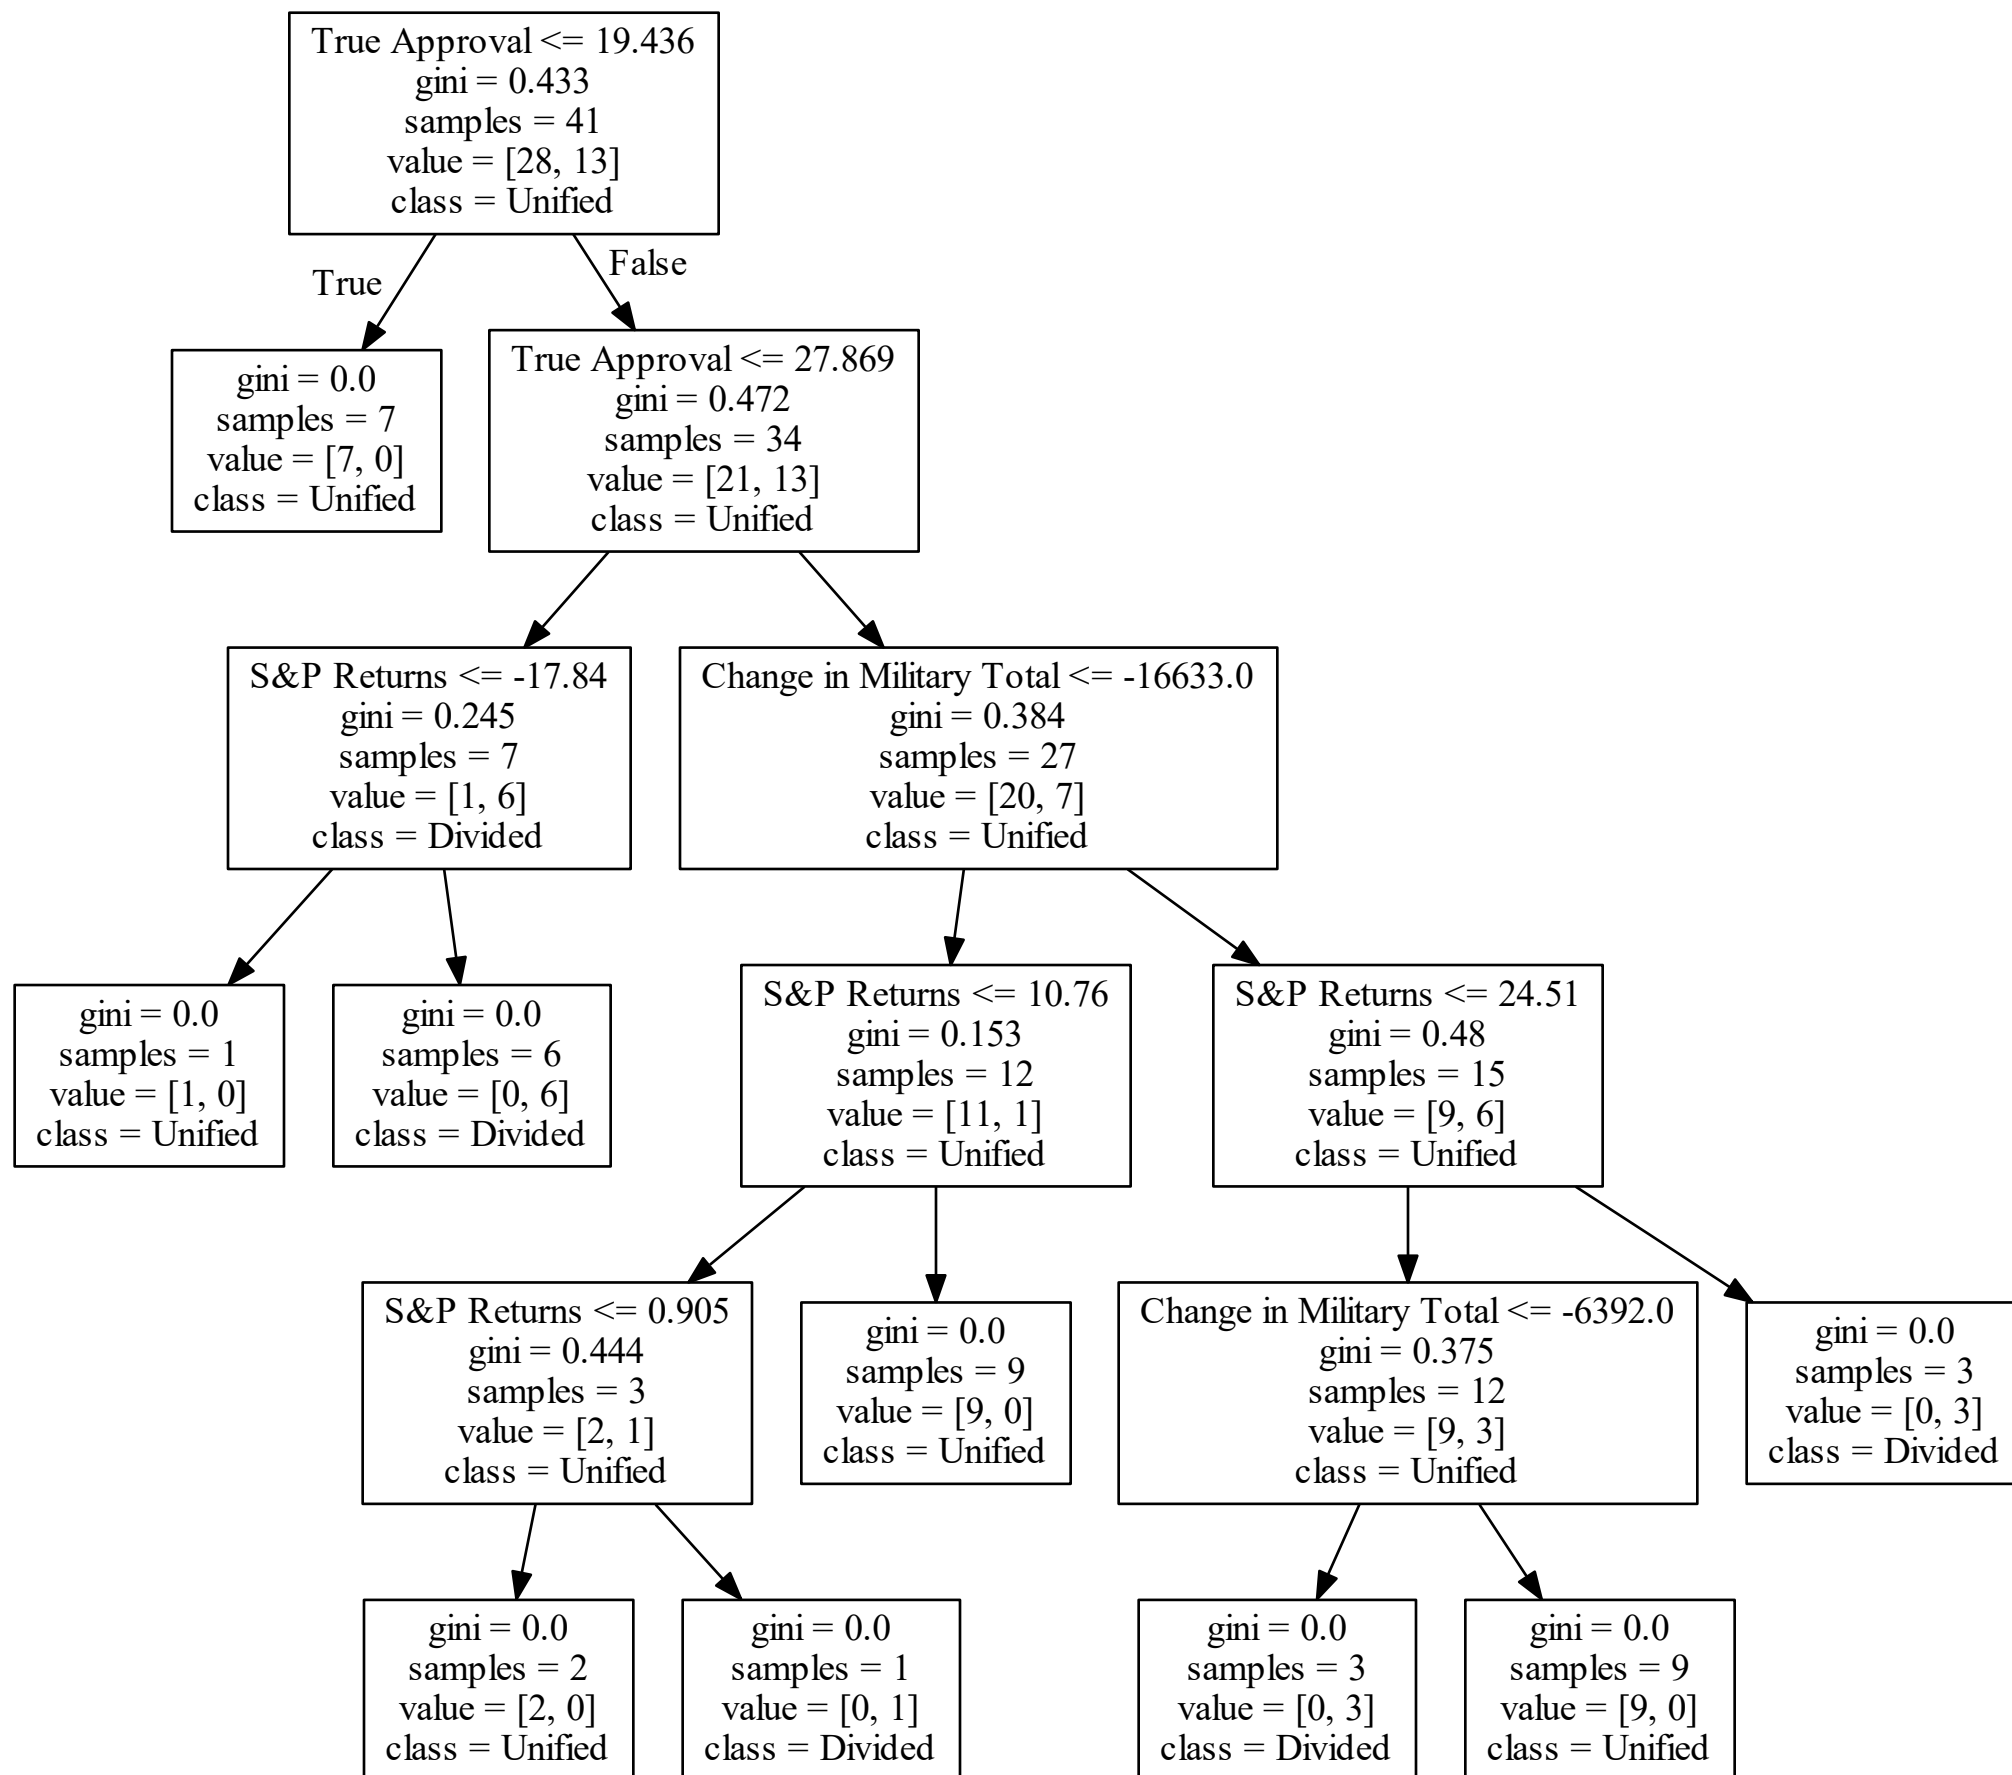 True Approval <= 19.436
gini = 0.433
samples = 41
value = [28, 13]
class = Unified
True
False
gini = 0.0
samples = 7
value = [7, 0]
class = Unified
True Approval <= 27.869
gini = 0.472
samples = 34
value = [21, 13]
class = Unified
S&P Returns <= -17.84
gini = 0.245
samples = 7
value = [1, 6]
class = Divided
Change in Military Total <= -16633.0
gini = 0.384
samples = 27
value = [20, 7]
class = Unified
gini = 0.0
samples = 1
value = [1, 0]
class = Unified
gini = 0.0
samples = 6
value = [0, 6]
class = Divided
S&P Returns <= 10.76
gini = 0.153
samples = 12
value = [11, 1]
class = Unified
S&P Returns <= 24.51
gini = 0.48
samples = 15
value = [9, 6]
class = Unified
S&P Returns <= 0.905
gini = 0.444
samples = 3
value = [2, 1]
class = Unified
gini = 0.0
samples = 9
value = [9, 0]
class = Unified
Change in Military Total <= -6392.0
gini = 0.375
samples = 12
value = [9, 3]
class = Unified
gini = 0.0
samples = 3
value = [0, 3]
class = Divided
gini = 0.0
samples = 2
value = [2, 0]
class = Unified
gini = 0.0
samples = 1
value = [0, 1]
class = Divided
gini = 0.0
samples = 3
value = [0, 3]
class = Divided
gini = 0.0
samples = 9
value = [9, 0]
class = Unified